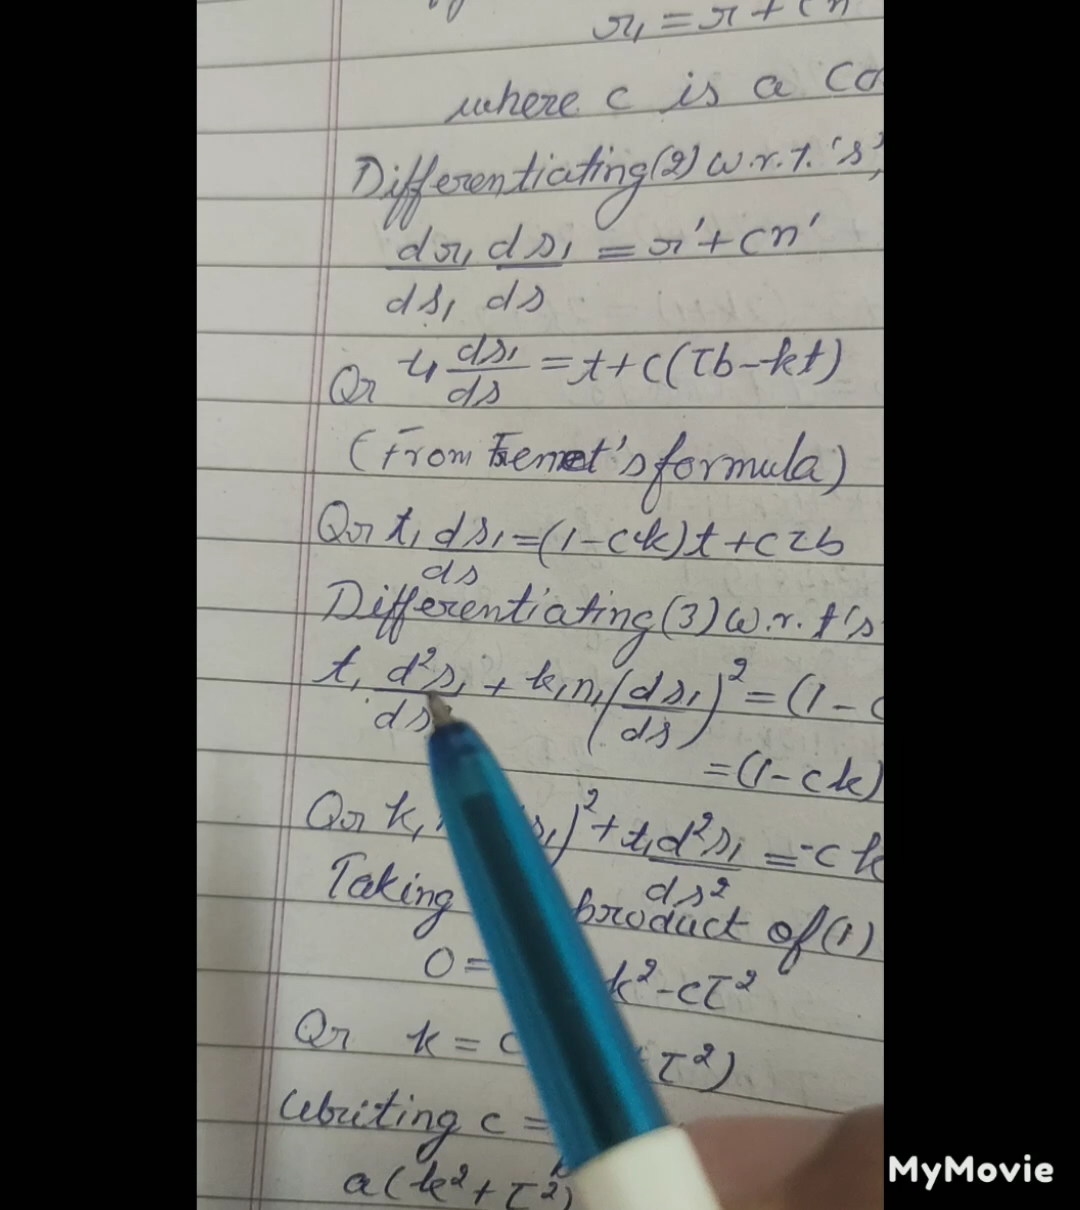 r₁ = r + cn
where c is a co
Differentiating (2) w.r.t. 's',
dr₁/ds₁ ds₁/ds = r' + cn'
Or t₁ ds₁/ds = t + c(τb - kt)
(From Frenet's formula)
Or t₁ ds₁/ds = (1 - ck)t + cτb
Differentiating (3) w.r.t 's
t₁ d²s₁/ds + k₁n₁(ds₁/ds)² = (1 - c
= (1 - ck)
Or k₁ s₁)² + t₁ d²s₁/ds² = -ck
Taking product of (1)
0 = k² - cτ²
Or k = c τ²)
Writing c =
a(k² + τ²)
MyMovie